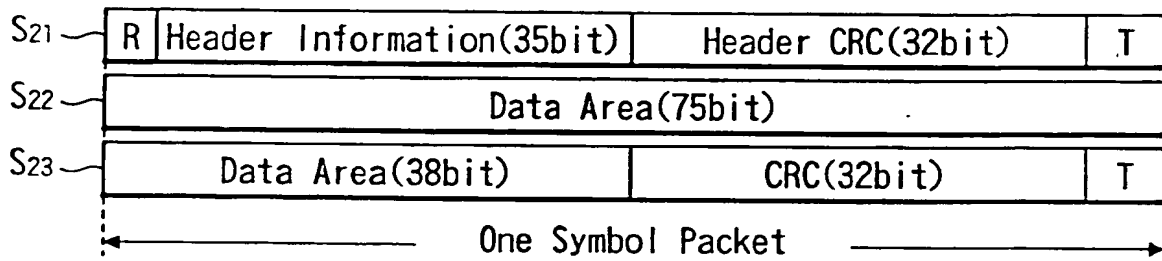 S21 R Header Information(35bit) Header CRC(32bit) T
S22 Data Area(75bit)
S23 Data Area(38bit) CRC(32bit) T
One Symbol Packet